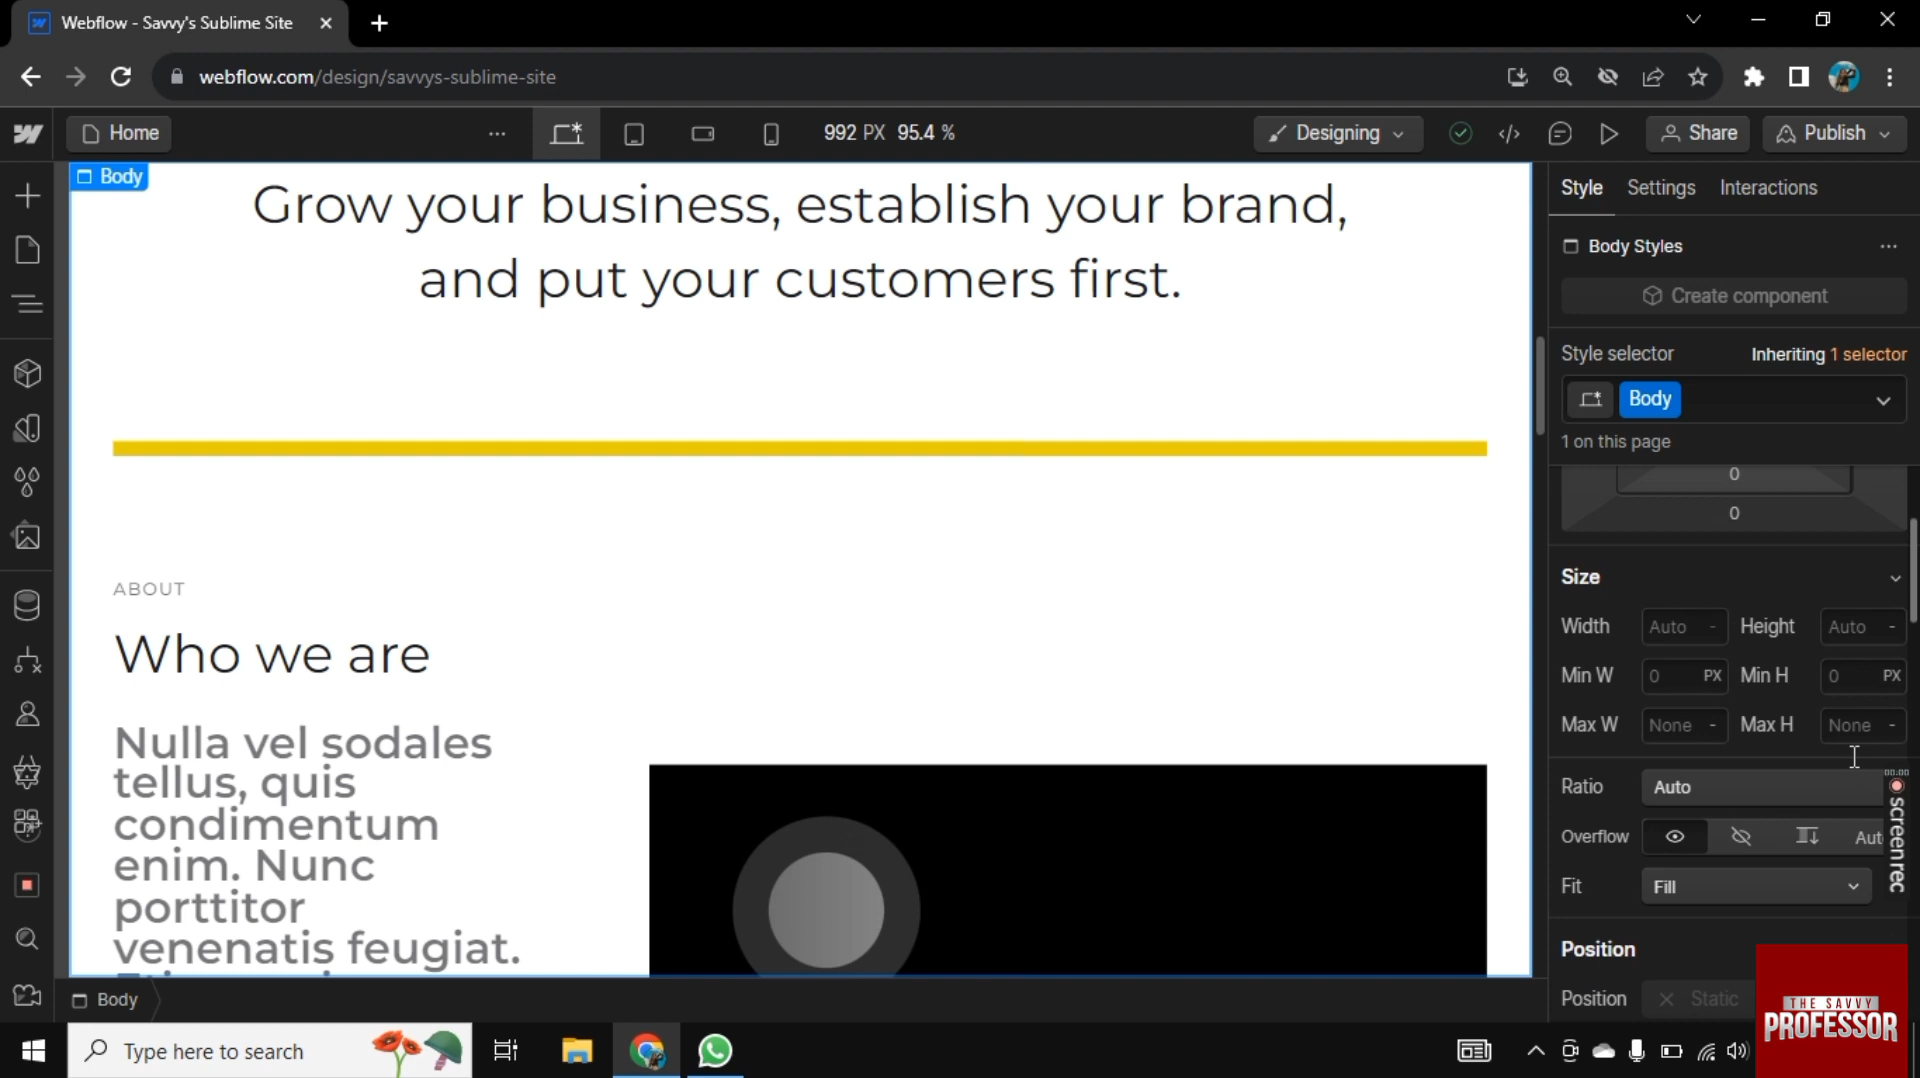 Webflow - Savvy's Sublime Site
webflow.com/design/savvys-sublime-site
Home
992 PX 95.4 %
Designing
Share
Publish
Body
Grow your business, establish your brand,
and put your customers first.
ABOUT
Who we are
Nulla vel sodales
tellus, quis
condimentum
enim. Nunc
porttitor
venenatis feugiat.
Style Settings Interactions
Body Styles
Create component
Style selector Inheriting 1 selector
Body
1 on this page
0
0
Size
Width Auto - Height Auto -
Min W 0 PX Min H 0 PX
Max W None - Max H None -
Ratio Auto
Overflow Aut
Fit Fill
Position
Position Static
00:00
screenrec
Body
Type here to search
THE SAVVY
PROFESSOR